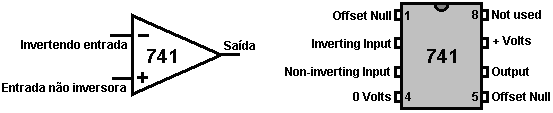 Invertendo entrada
Entrada não inversora
−
+
741
Saída
Offset Null
Inverting Input
Non-inverting Input
0 Volts
1
4
741
8
5
Not used
+ Volts
Output
Offset Null